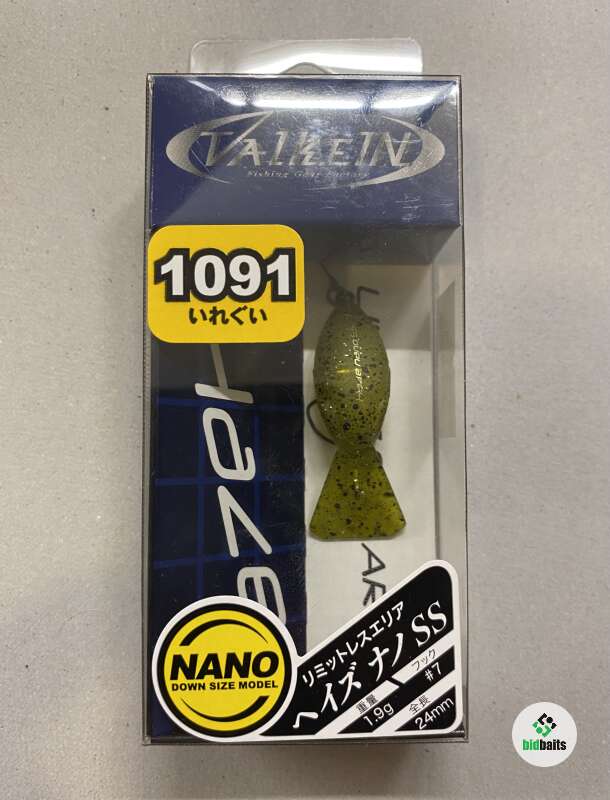 VALKEIN
Fishing Gear Factory
1091
いれぐい
Haze
NANO
DOWN SIZE MODEL
リミットレスエリア
ヘイズ ナノ SS
重量
1.9g
フック
#7
全長
24mm
bidbaits